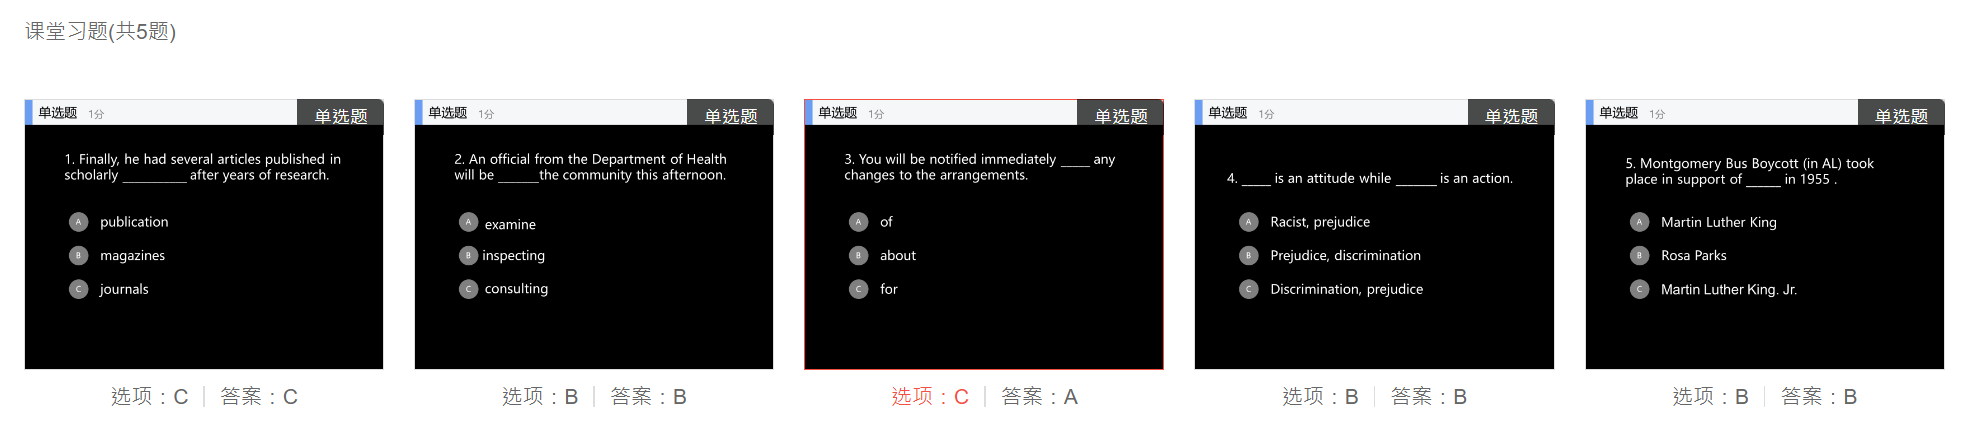 课堂习题(共5题)
单选题 1分 单选题
1. Finally, he had several articles published in
scholarly _________ after years of research.
A publication
B magazines
C journals
选项：C | 答案：C
单选题 1分 单选题
2. An official from the Department of Health
will be ______the community this afternoon.
A examine
B inspecting
C consulting
选项：B | 答案：B
单选题 1分 单选题
3. You will be notified immediately ____ any
changes to the arrangements.
A of
B about
C for
选项：C | 答案：A
单选题 1分 单选题
4. ____ is an attitude while ______ is an action.
A Racist, prejudice
B Prejudice, discrimination
C Discrimination, prejudice
选项：B | 答案：B
单选题 1分 单选题
5. Montgomery Bus Boycott (in AL) took
place in support of _____ in 1955 .
A Martin Luther King
B Rosa Parks
C Martin Luther King. Jr.
选项：B | 答案：B